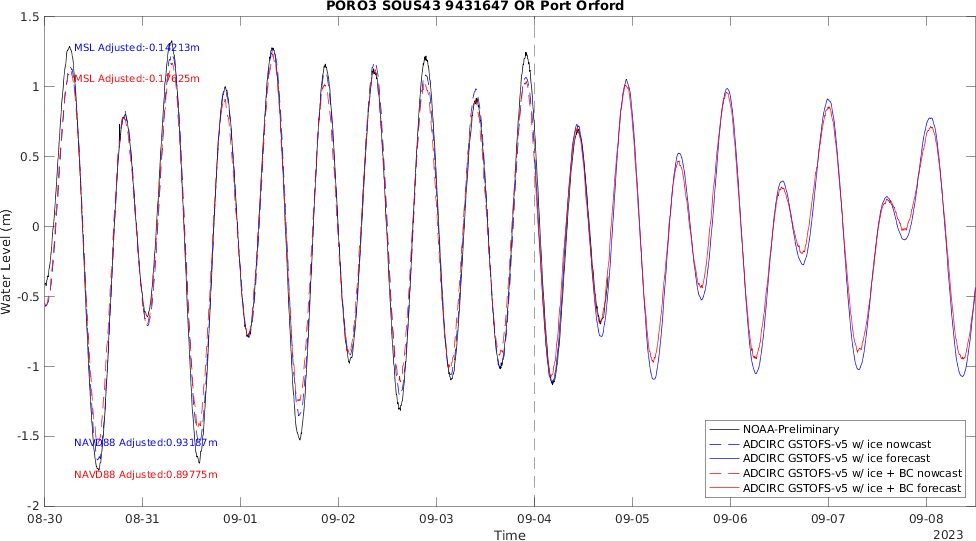 PORO3 SOUS43 9431647 OR Port Orford
1.5
1
0.5
0
-0.5
-1
-1.5
-2
Water Level (m)
MSL Adjusted:-0.14213m
MSL Adjusted:-0.17625m
NAVD88 Adjusted:0.93187m
NAVD88 Adjusted:0.89775m
NOAA-Preliminary
ADCIRC GSTOFS-v5 w/ ice nowcast
ADCIRC GSTOFS-v5 w/ ice forecast
ADCIRC GSTOFS-v5 w/ ice + BC nowcast
ADCIRC GSTOFS-v5 w/ ice + BC forecast
08-30 08-31 09-01 09-02 09-03 09-04 09-05 09-06 09-07 09-08
Time
2023